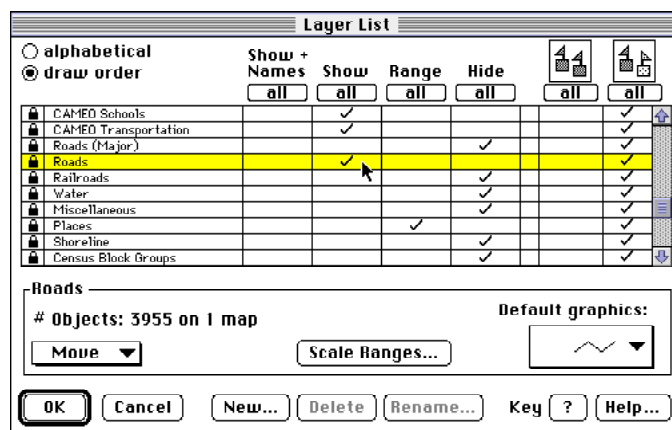 Layer List
alphabetical
draw order
Show +
Names Show Range Hide
all all all all all all
CAMEO Schools
CAMEO Transportation
Roads (Major)
Roads
Railroads
Water
Miscellaneous
Places
Shoreline
Census Block Groups
Roads
# Objects: 3955 on 1 map
Default graphics:
Move Scale Ranges...
OK Cancel New... Delete Rename... Key ? Help...